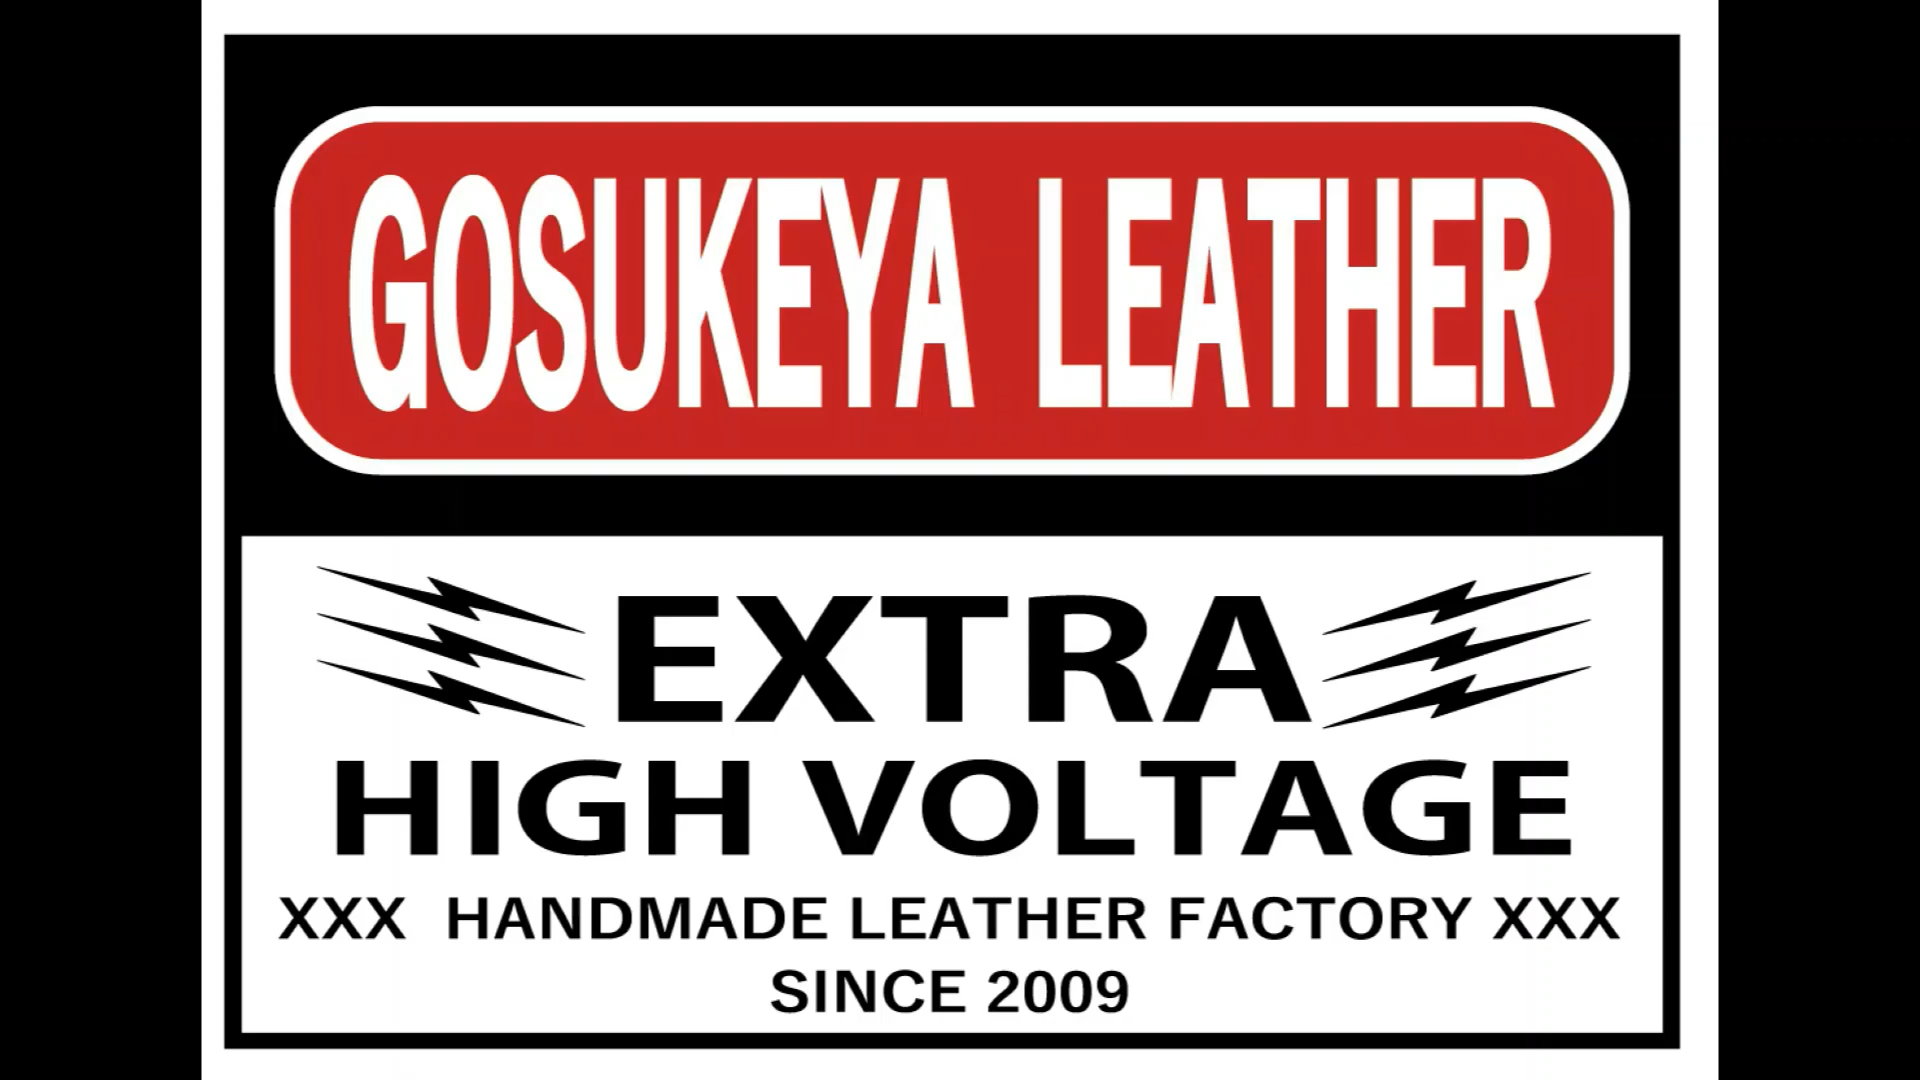 GOSUKEYA LEATHER
EXTRA
HIGH VOLTAGE
XXX HANDMADE LEATHER FACTORY XXX
SINCE 2009